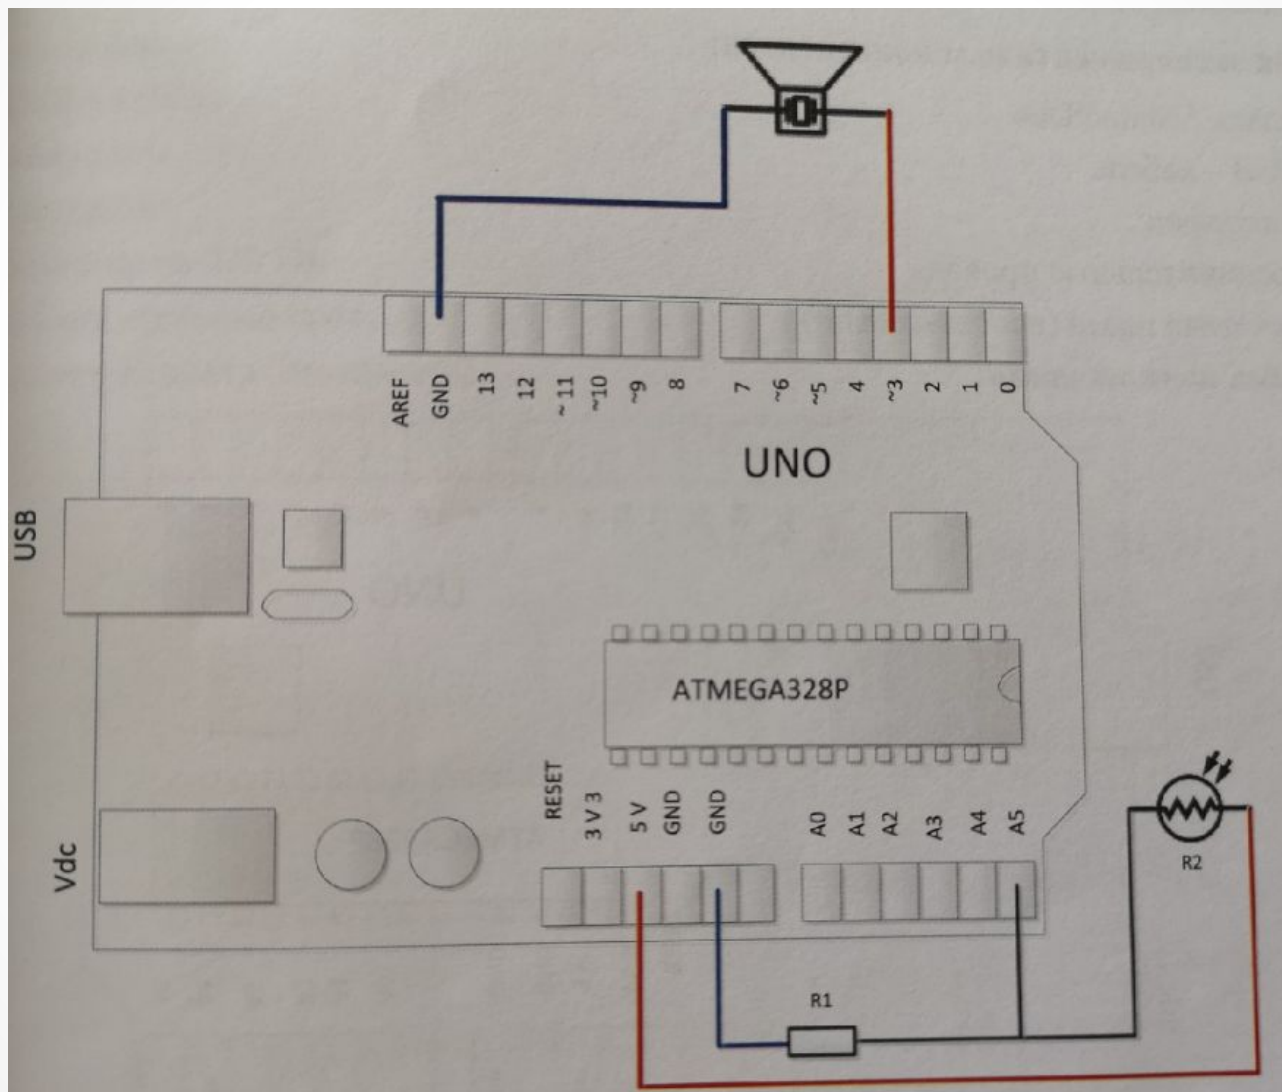 AREF
GND
13
12
~11
~10
~9
8
7
~6
~5
4
~3
2
1
0
UNO
USB
ATMEGA328P
RESET
3 V 3
5 V
GND
GND
A0
A1
A2
A3
A4
A5
Vdc
R2
R1